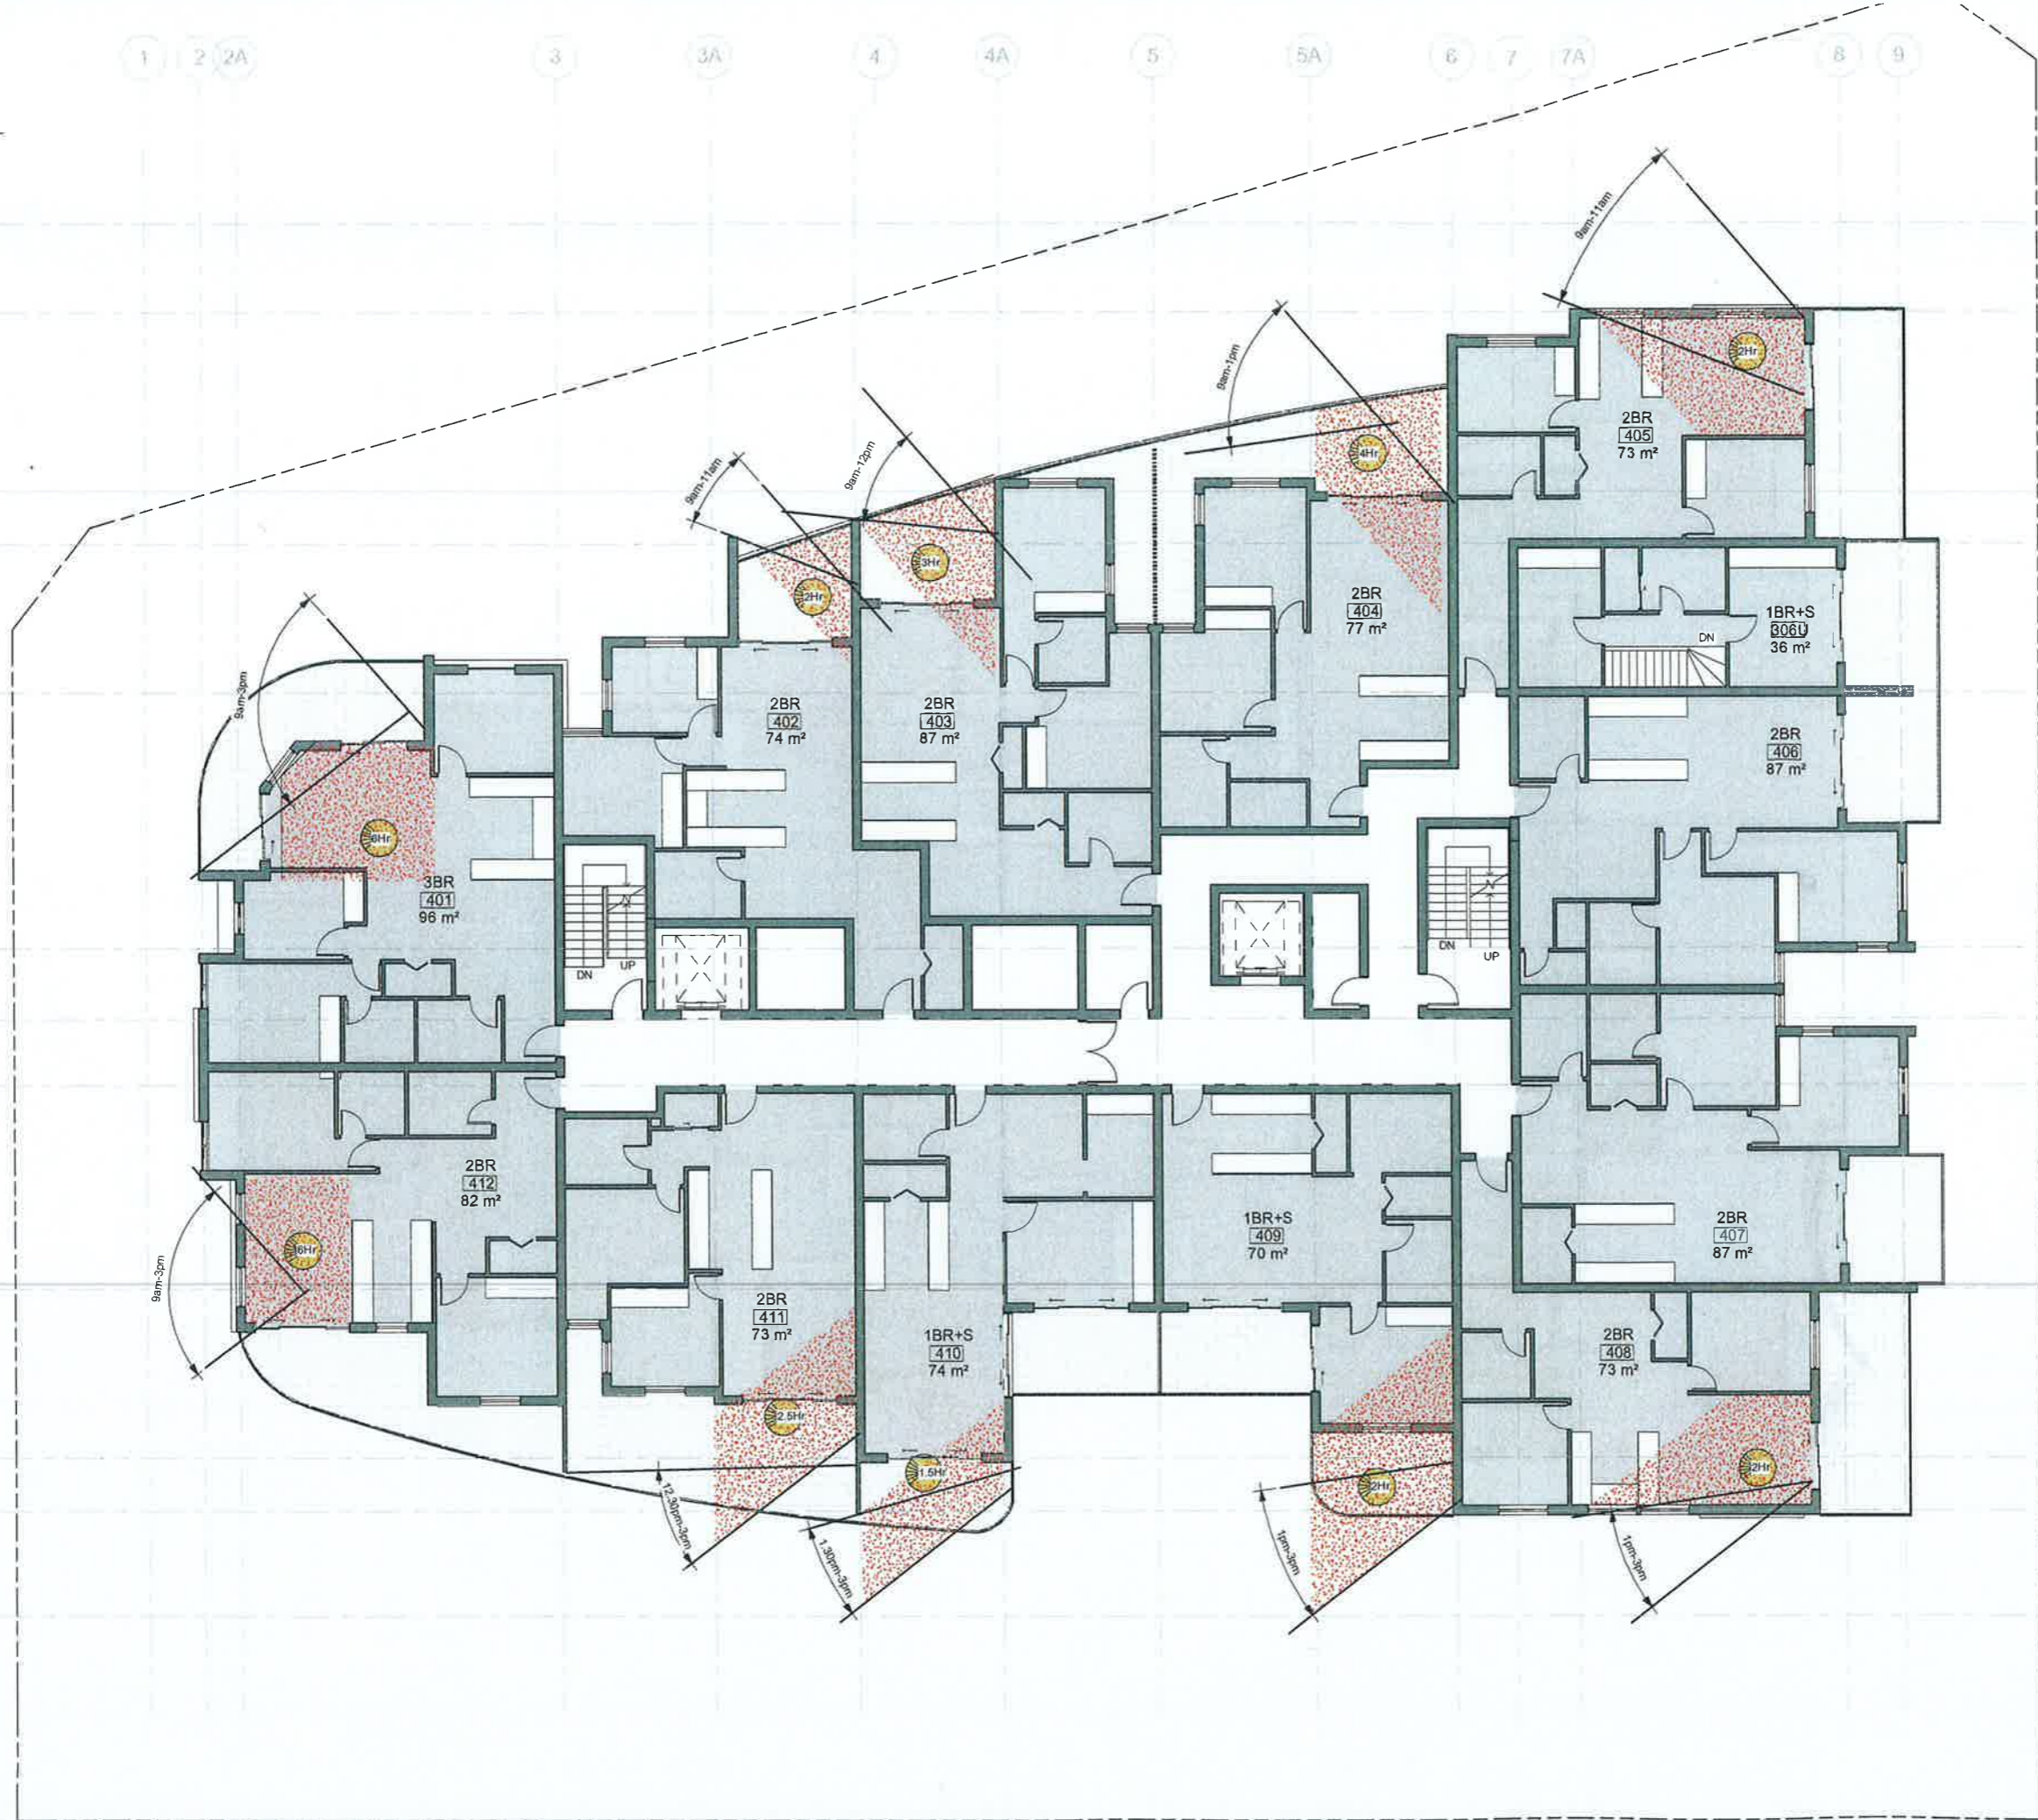 1 2 2A 3 3A 4 4A 5 5A 6 7 7A 8 9
9am-11am
2Hr
2BR
405
73 m²
9am-1pm
4Hr
2BR
404
77 m²
9am-12pm
3Hr
2BR
403
87 m²
9am-11am
2Hr
2BR
402
74 m²
9am-3pm
6Hr
3BR
401
96 m²
1BR+S
306U
36 m²
DN
2BR
406
87 m²
DN
UP
DN
UP
2BR
412
82 m²
6Hr
9am-3pm
2BR
411
73 m²
2.5Hr
12.30pm-3pm
1BR+S
410
74 m²
1.5Hr
1.30pm-3pm
1BR+S
409
70 m²
2Hr
1pm-3pm
2BR
407
87 m²
2BR
408
73 m²
2Hr
1pm-3pm